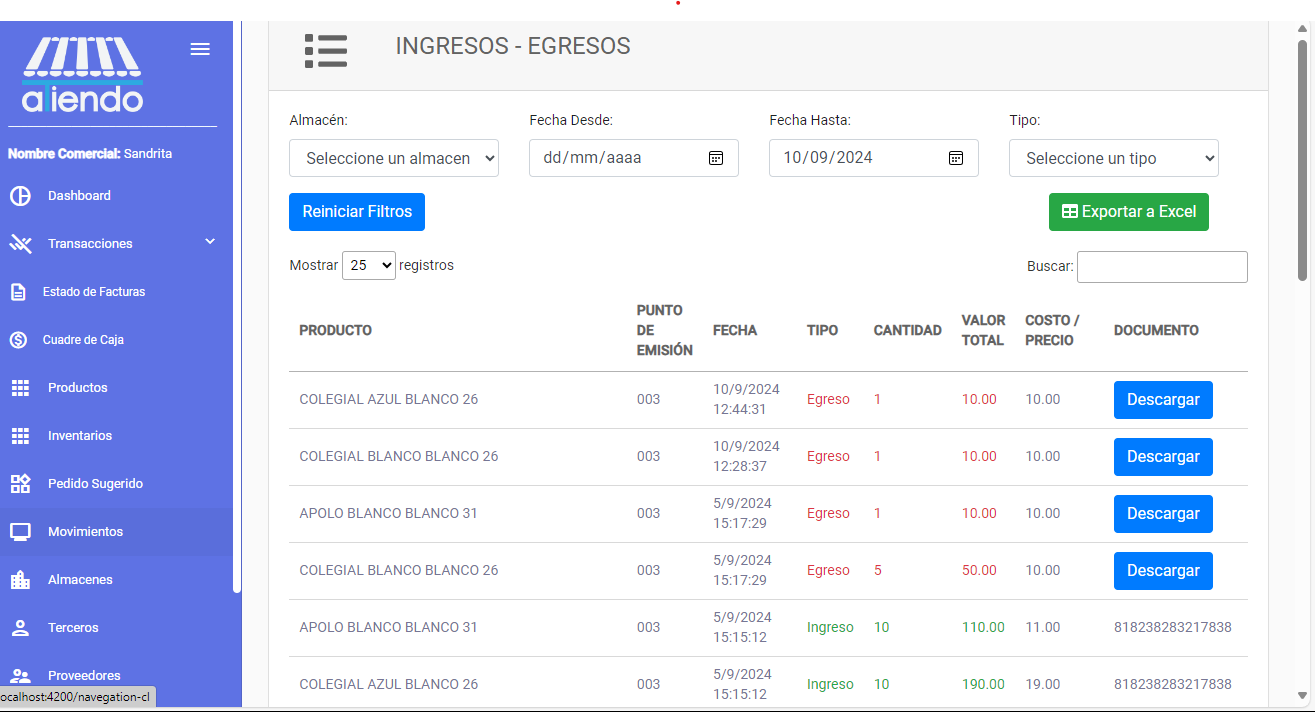 aTiendo
Nombre Comercial: Sandrita
Dashboard
Transacciones
Estado de Facturas
Cuadre de Caja
Productos
Inventarios
Pedido Sugerido
Movimientos
Almacenes
Terceros
Proveedores
ocalhost:4200/navegation-cl
INGRESOS - EGRESOS
Almacén: Fecha Desde: Fecha Hasta: Tipo:
Seleccione un almacen dd/mm/aaaa 10/09/2024 Seleccione un tipo
Reiniciar Filtros Exportar a Excel
Mostrar 25 registros Buscar:
PRODUCTO PUNTO DE EMISIÓN FECHA TIPO CANTIDAD VALOR TOTAL COSTO / PRECIO DOCUMENTO
COLEGIAL AZUL BLANCO 26 003 10/9/2024 12:44:31 Egreso 1 10.00 10.00 Descargar
COLEGIAL BLANCO BLANCO 26 003 10/9/2024 12:28:37 Egreso 1 10.00 10.00 Descargar
APOLO BLANCO BLANCO 31 003 5/9/2024 15:17:29 Egreso 1 10.00 10.00 Descargar
COLEGIAL BLANCO BLANCO 26 003 5/9/2024 15:17:29 Egreso 5 50.00 10.00 Descargar
APOLO BLANCO BLANCO 31 003 5/9/2024 15:15:12 Ingreso 10 110.00 11.00 818238283217838
COLEGIAL AZUL BLANCO 26 003 5/9/2024 15:15:12 Ingreso 10 190.00 19.00 818238283217838